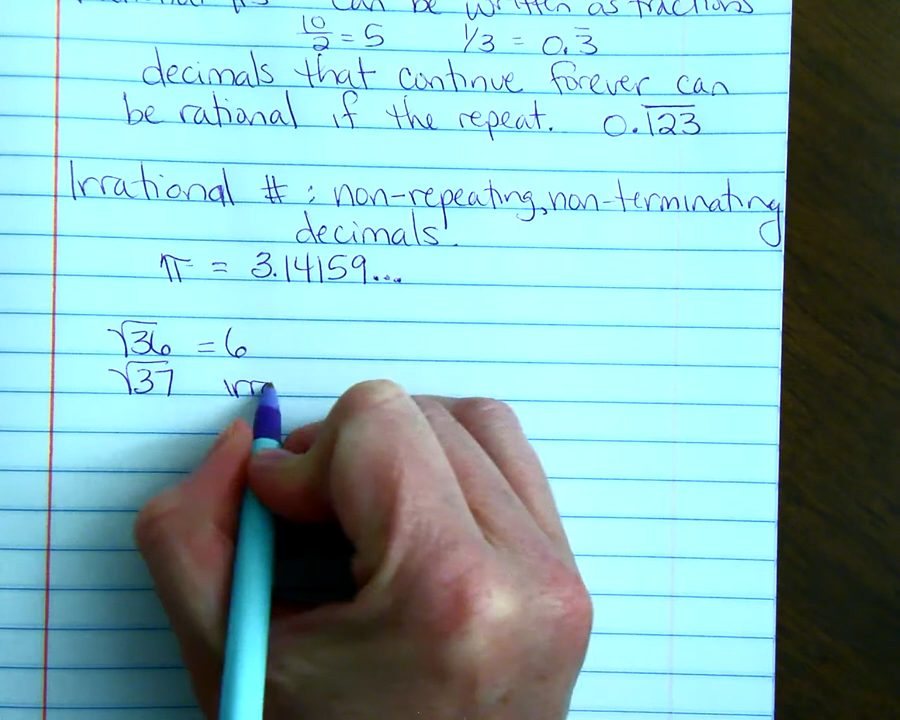 can be written as fractions
10/2 = 5 1/3 = 0.3̅
decimals that continue forever can
be rational if the repeat. 0.1̅2̅3̅
Irrational # : non-repeating, non-terminating
decimals.
π = 3.14159...
√36 = 6
√37 irr